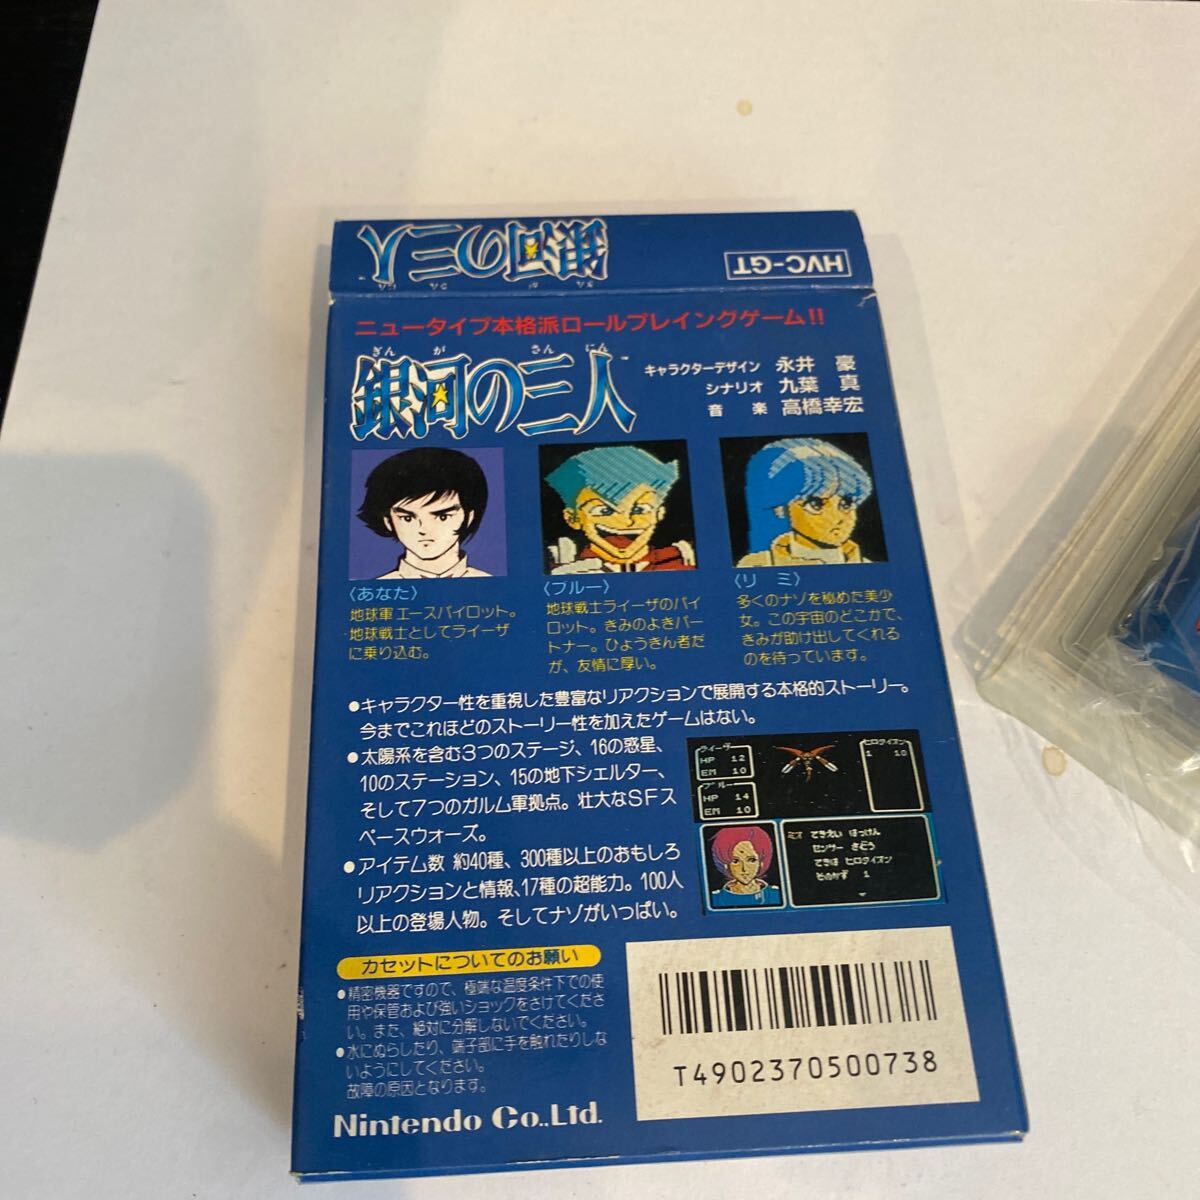 銀河の三人
HVC-GT
ニュータイプ本格派ロールプレイングゲーム!!
ぎん が さん にん
銀河の三人™
キャラクターデザイン 永井 豪
シナリオ 九葉 真
音 楽 高橋幸宏
〈あなた〉
地球軍エースパイロット。
地球戦士としてライーザ
に乗り込む。
〈ブルー〉
地球戦士ライーザのパイ
ロット。きみのよきパー
トナー。ひょうきん者だ
が、友情に厚い。
〈リ ミ〉
多くのナゾを秘めた美少
女。この宇宙のどこかで、
きみが助け出してくれる
のを待っています。
●キャラクター性を重視した豊富なリアクションで展開する本格的ストーリー。
今までこれほどのストーリー性を加えたゲームはない。
●太陽系を含む3つのステージ、16の惑星、
10のステーション、15の地下シェルター、
そして7つのガルム軍拠点。壮大なSFス
ペースウォーズ。
●アイテム数 約40種、300種以上のおもしろ
リアクションと情報、17種の超能力。100人
以上の登場人物。そしてナゾがいっぱい。
ライーザ
HP 12
EM 10
ブルー
HP 14
EM 10
ヒロタイオン
1 10
ミオ てきえい はっけん
センサー さどう
てきは ヒロタイオン
そのかず 1
カセットについてのお願い
●精密機器ですので、極端な温度条件下での使
用や保管および強いショックをさけてくださ
い。また、絶対に分解しないでください。
●水にぬらしたり、端子部に手を触れたりしな
いようにしてください。
故障の原因となります。
Nintendo Co.,Ltd.
T4902370500738